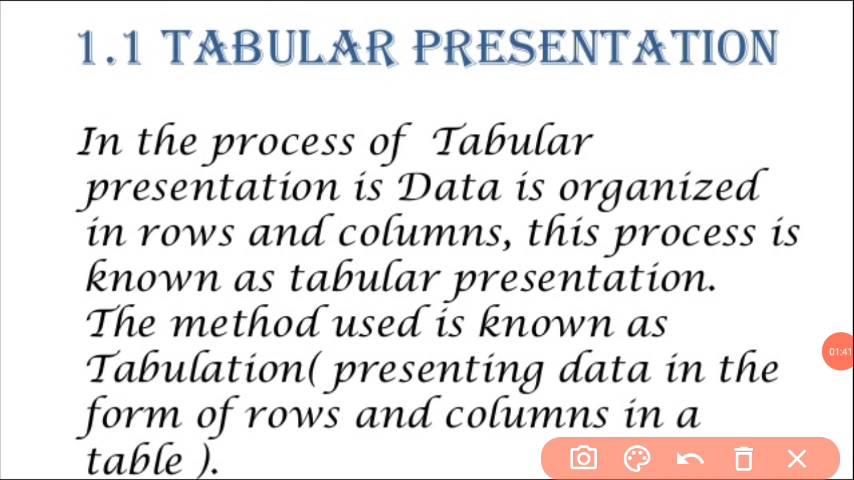 1.1 TABULAR PRESENTATION
In the process of Tabular
presentation is Data is organized
in rows and columns, this process is
known as tabular presentation.
The method used is known as
Tabulation( presenting data in the
form of rows and columns in a
table ).
01:41